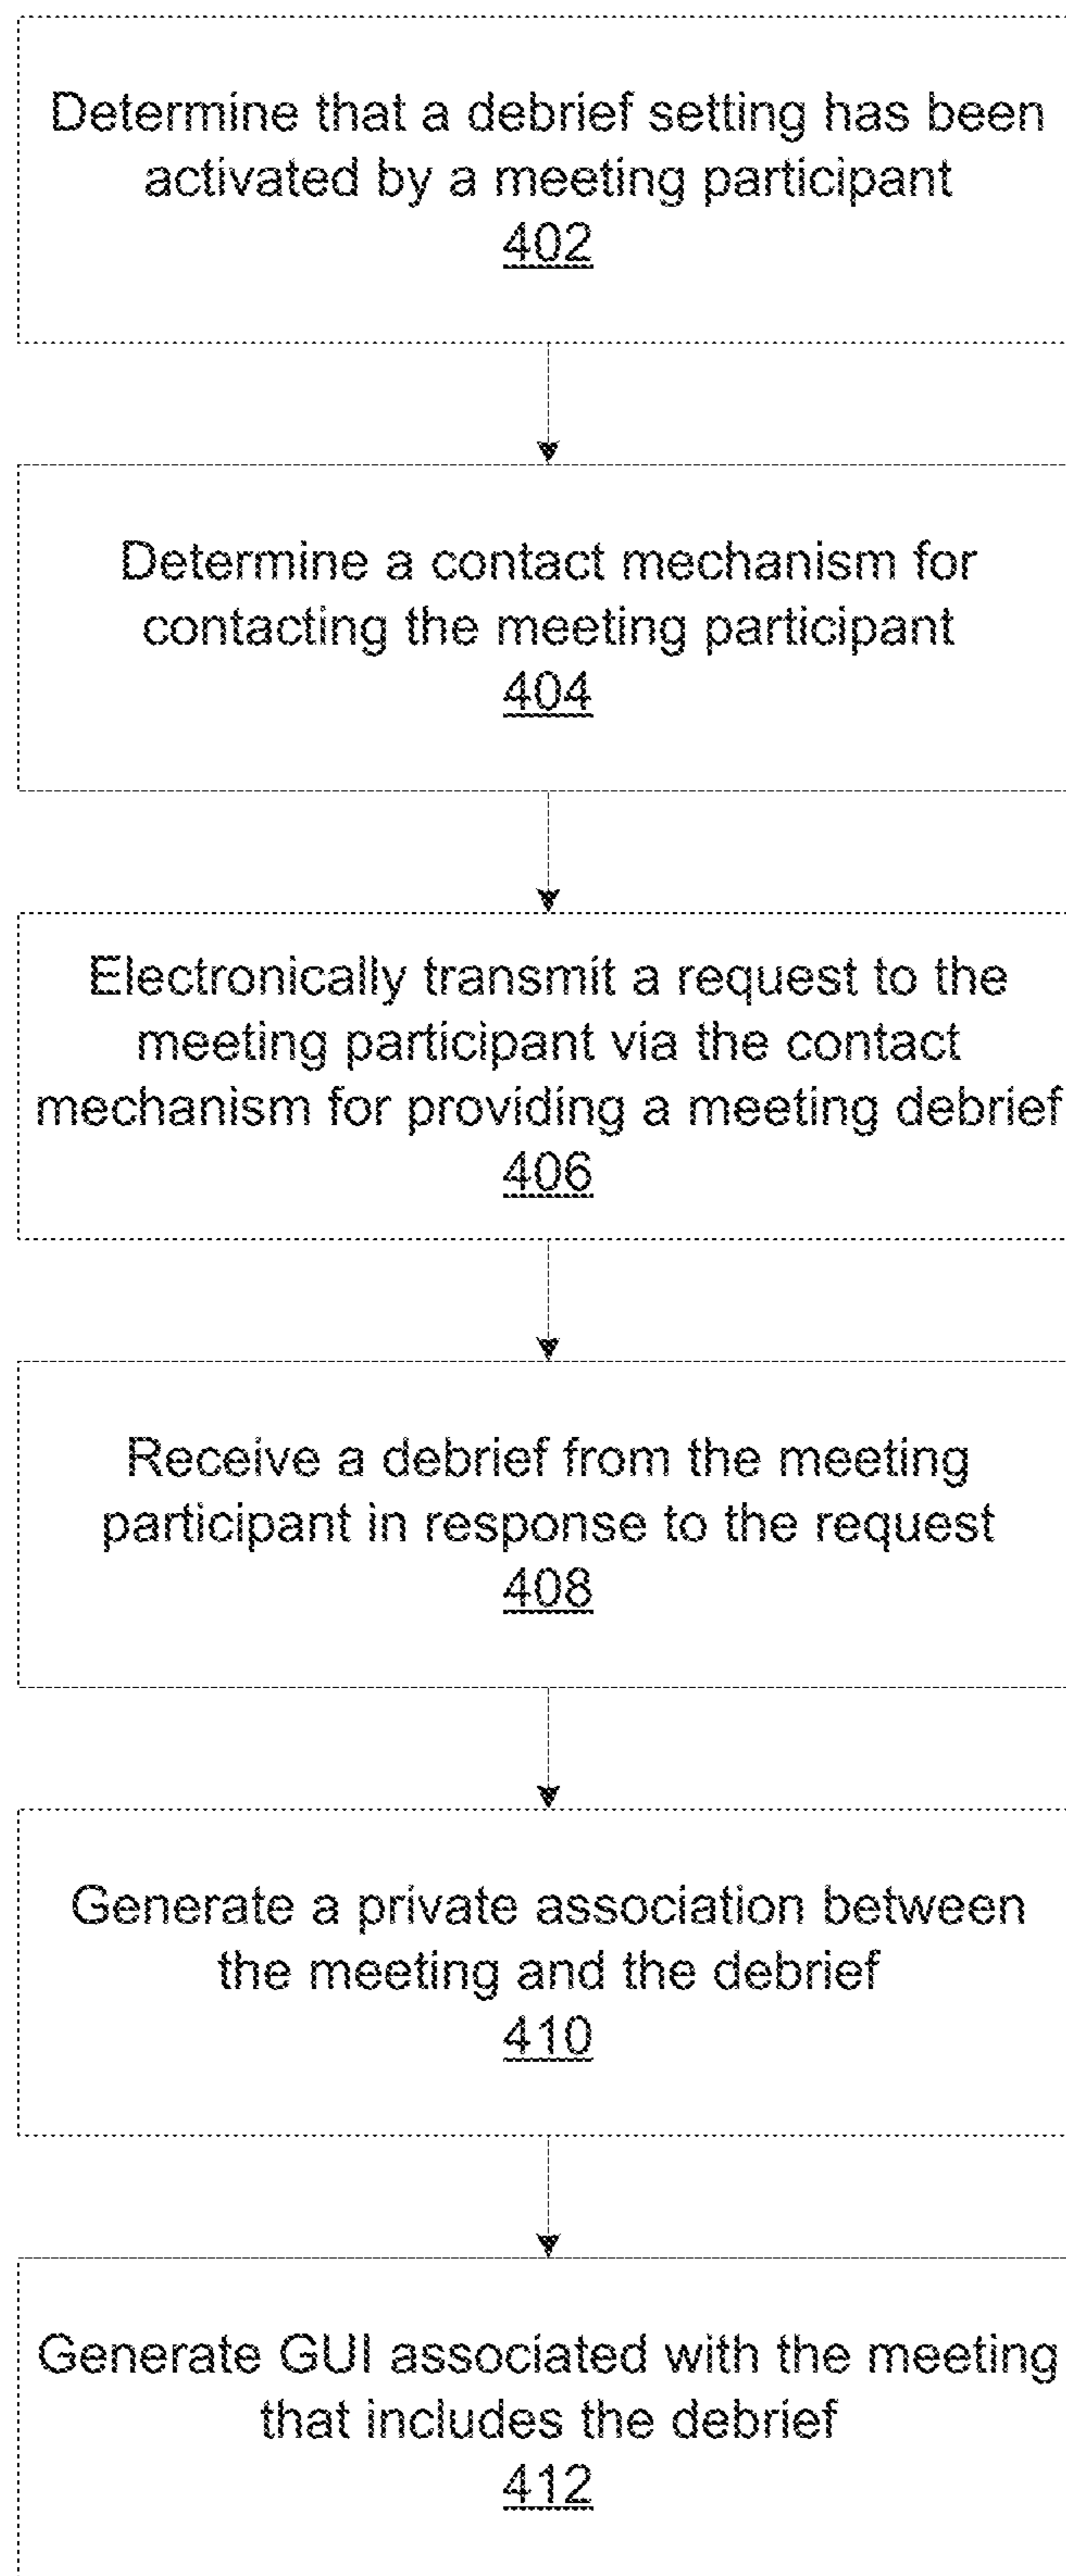 Determine that a debrief setting has been
activated by a meeting participant
402
Determine a contact mechanism for
contacting the meeting participant
404
Electronically transmit a request to the
meeting participant via the contact
mechanism for providing a meeting debrief
406
Receive a debrief from the meeting
participant in response to the request
408
Generate a private association between
the meeting and the debrief
410
Generate GUI associated with the meeting
that includes the debrief
412